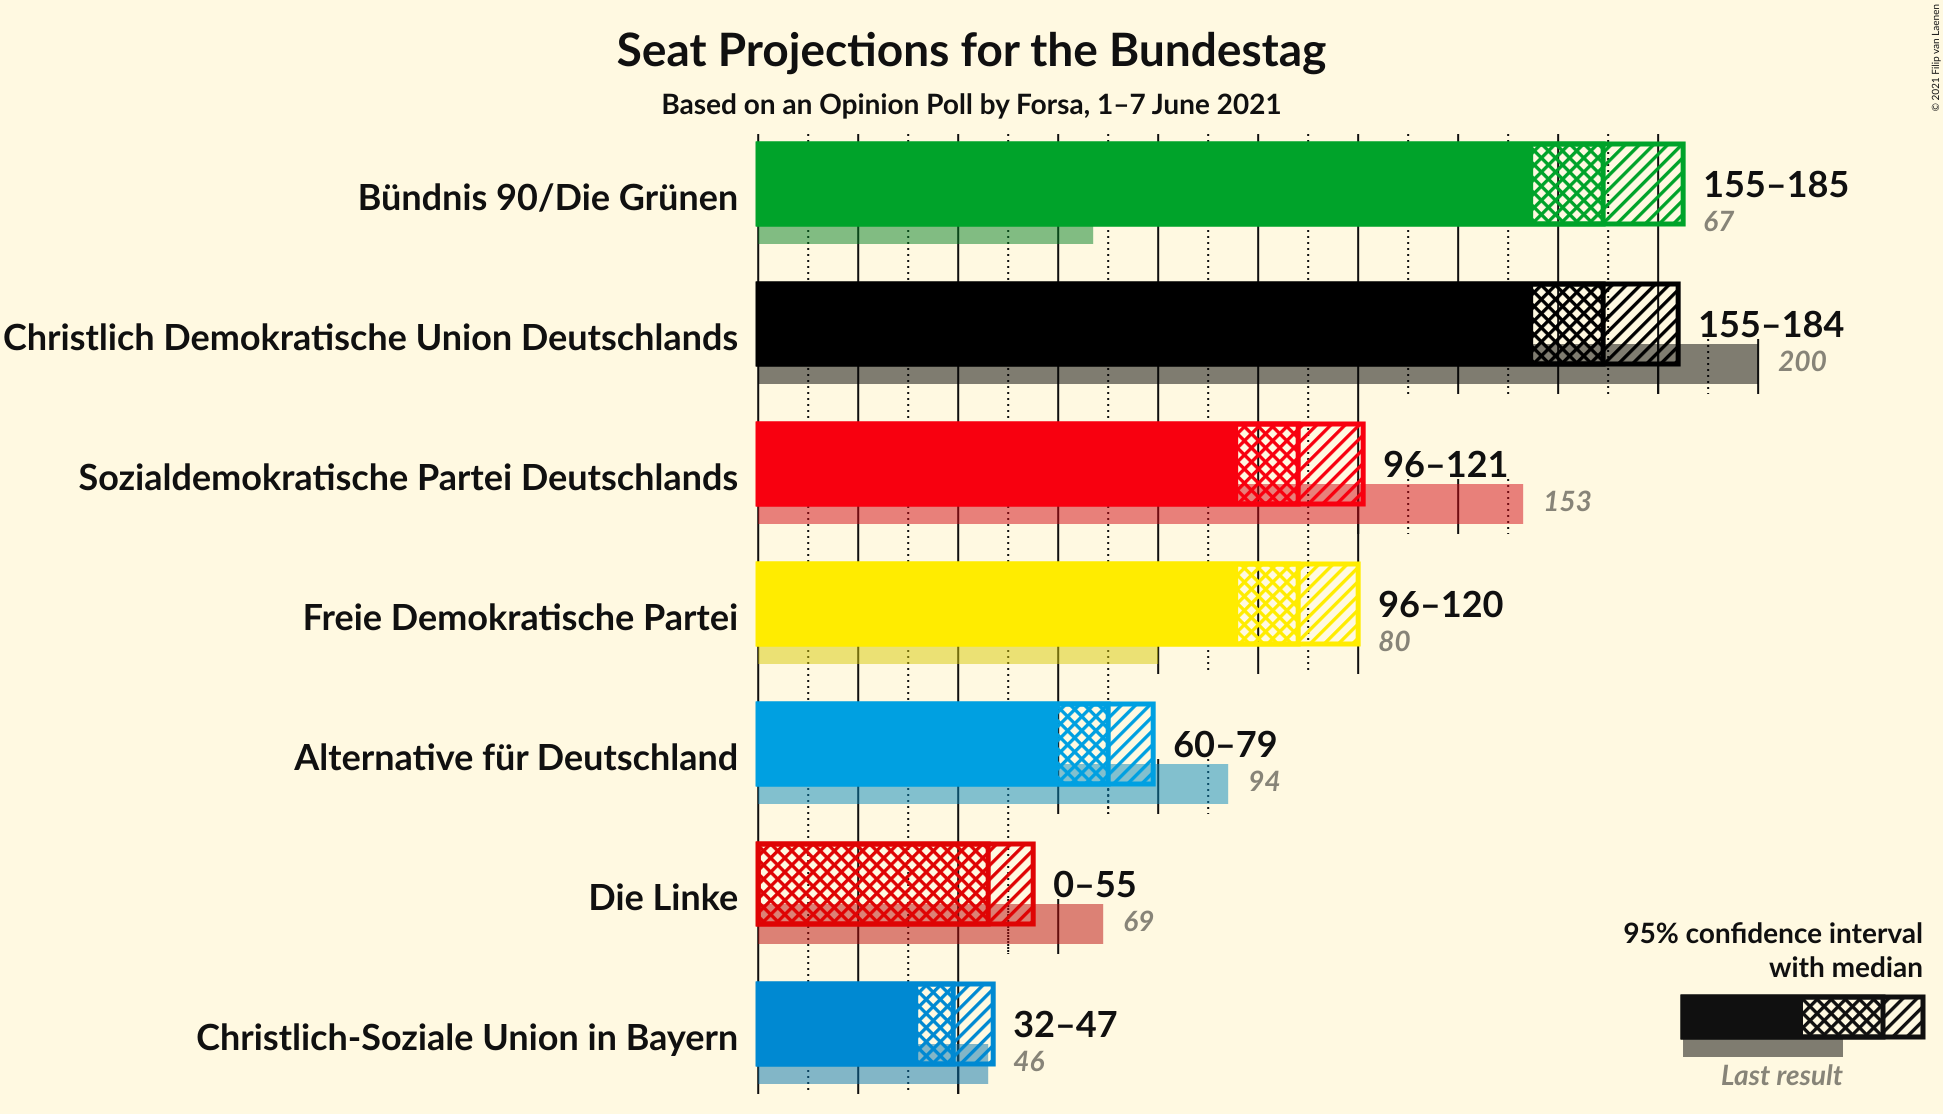 Seat Projections for the Bundestag
Based on an Opinion Poll by Forsa, 1–7 June 2021
© 2021 Filip van Laenen
Bündnis 90/Die Grünen
155–185
67
Christlich Demokratische Union Deutschlands
155–184
200
Sozialdemokratische Partei Deutschlands
96–121
153
Freie Demokratische Partei
96–120
80
Alternative für Deutschland
60–79
94
Die Linke
0–55
69
Christlich-Soziale Union in Bayern
32–47
46
95% confidence interval
with median
Last result